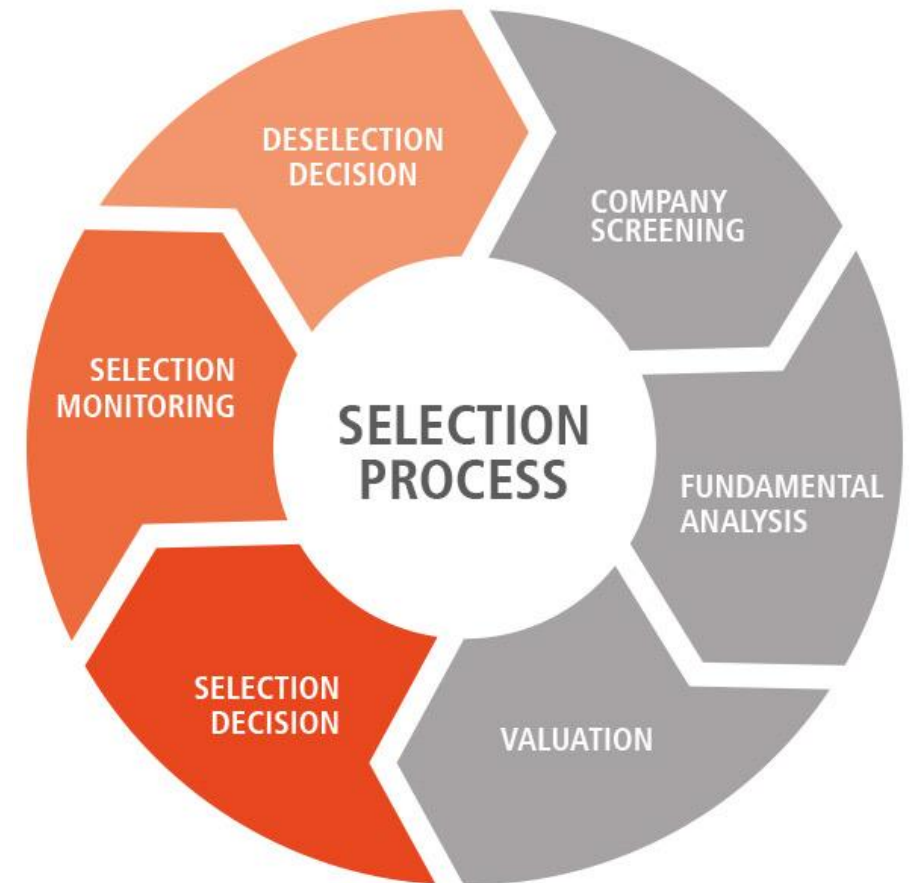 SELECTION
PROCESS
COMPANY
SCREENING
FUNDAMENTAL
ANALYSIS
VALUATION
SELECTION
DECISION
SELECTION
MONITORING
DESELECTION
DECISION